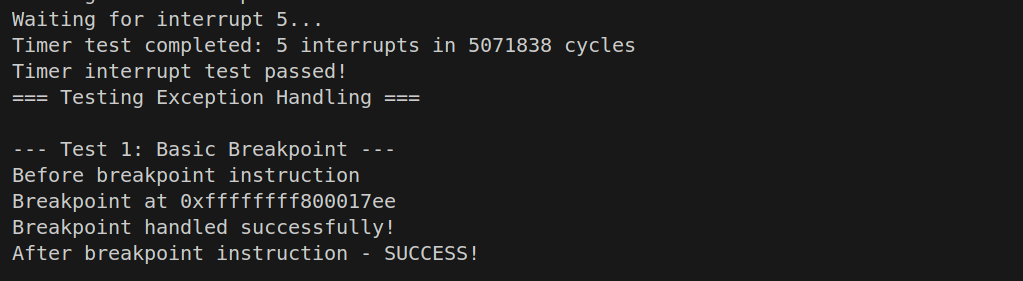 Waiting for interrupt 5...
Timer test completed: 5 interrupts in 5071838 cycles
Timer interrupt test passed!
=== Testing Exception Handling ===
--- Test 1: Basic Breakpoint ---
Before breakpoint instruction
Breakpoint at 0xffffffff800017ee
Breakpoint handled successfully!
After breakpoint instruction - SUCCESS!